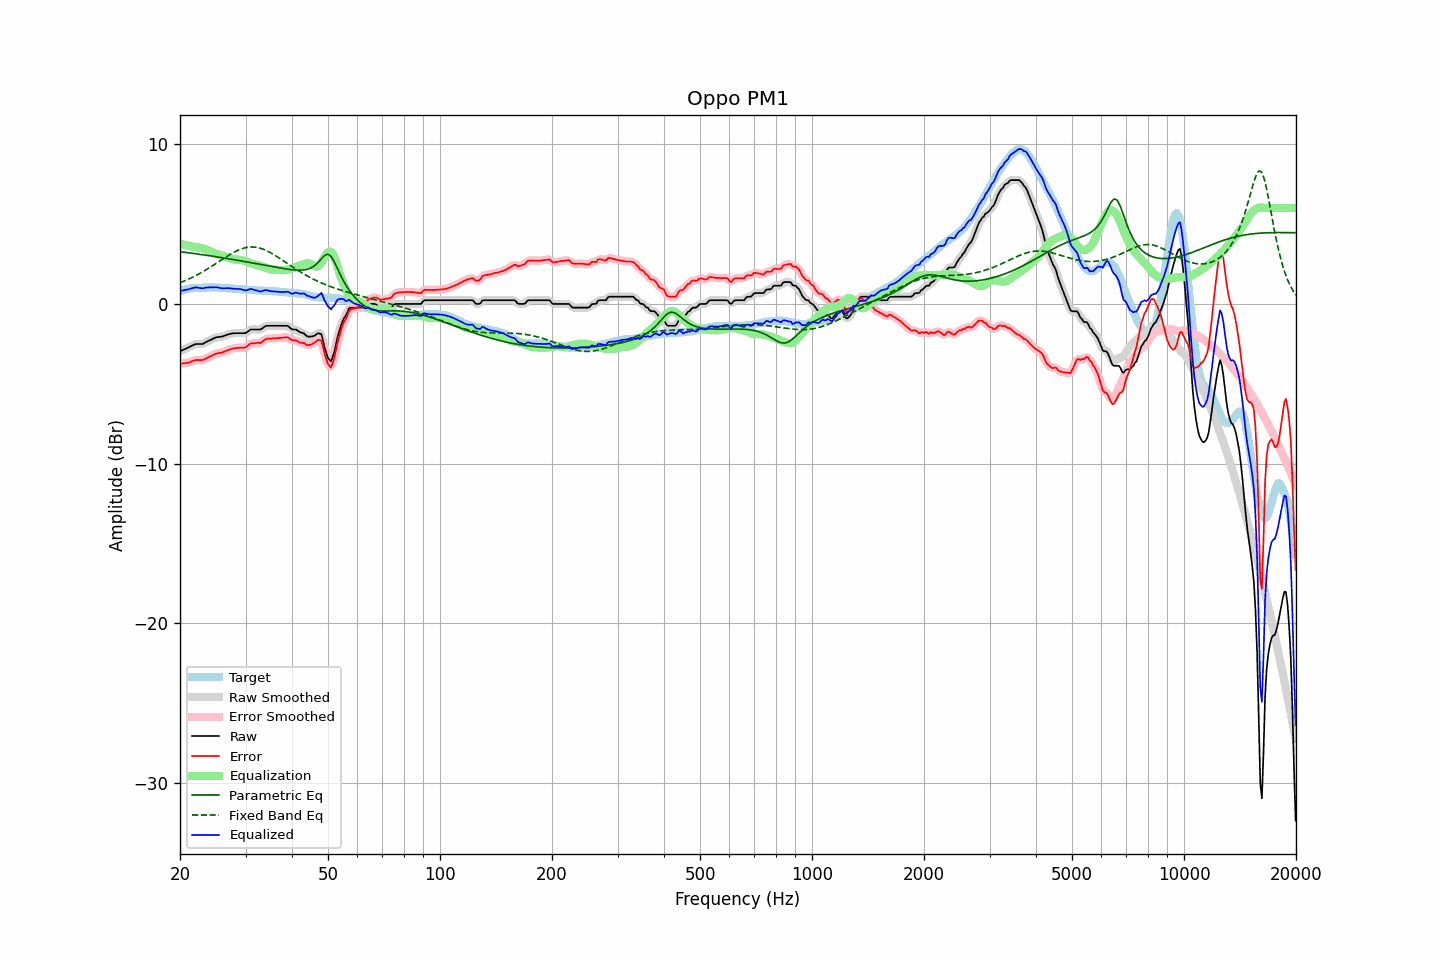 Oppo PM1
Amplitude (dBr)
10
0
−10
−20
−30
Target
Raw Smoothed
Error Smoothed
Raw
Error
Equalization
Parametric Eq
Fixed Band Eq
Equalized
20 50 100 200 500 1000 2000 5000 10000 20000
Frequency (Hz)